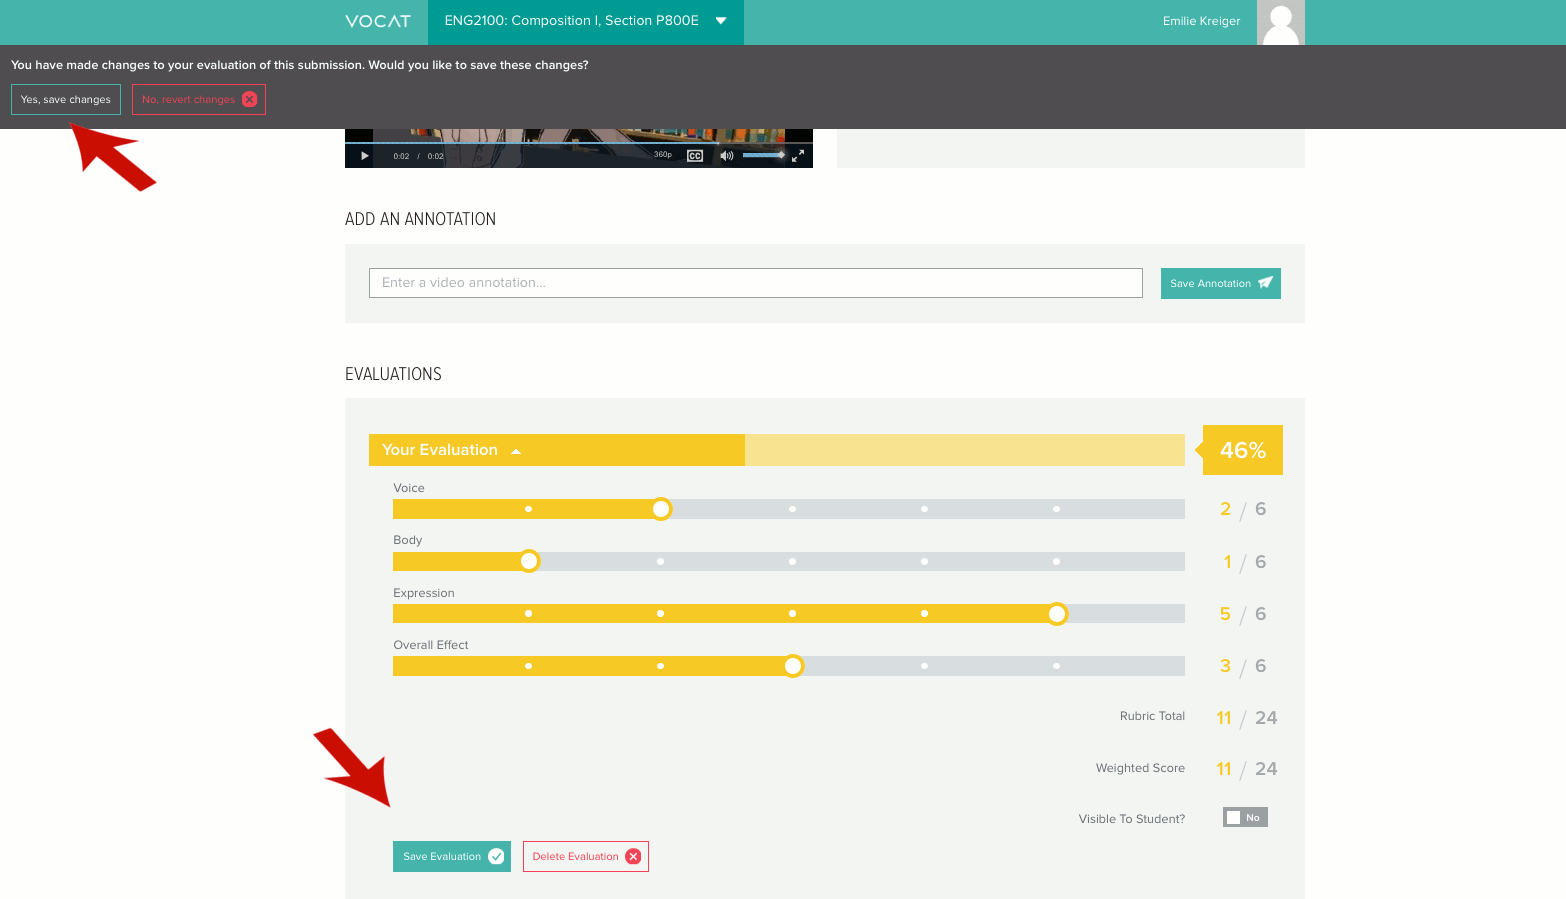 VOCAT
ENG2100: Composition I, Section P800E
Emilie Kreiger
You have made changes to your evaluation of this submission. Would you like to save these changes?
Yes, save changes
No, revert changes
0:02 / 0:02
360p
CC
ADD AN ANNOTATION
Enter a video annotation...
Save Annotation
EVALUATIONS
Your Evaluation
46%
Voice
2 / 6
Body
1 / 6
Expression
5 / 6
Overall Effect
3 / 6
Rubric Total
11 / 24
Weighted Score
11 / 24
Visible To Student?
No
Save Evaluation
Delete Evaluation